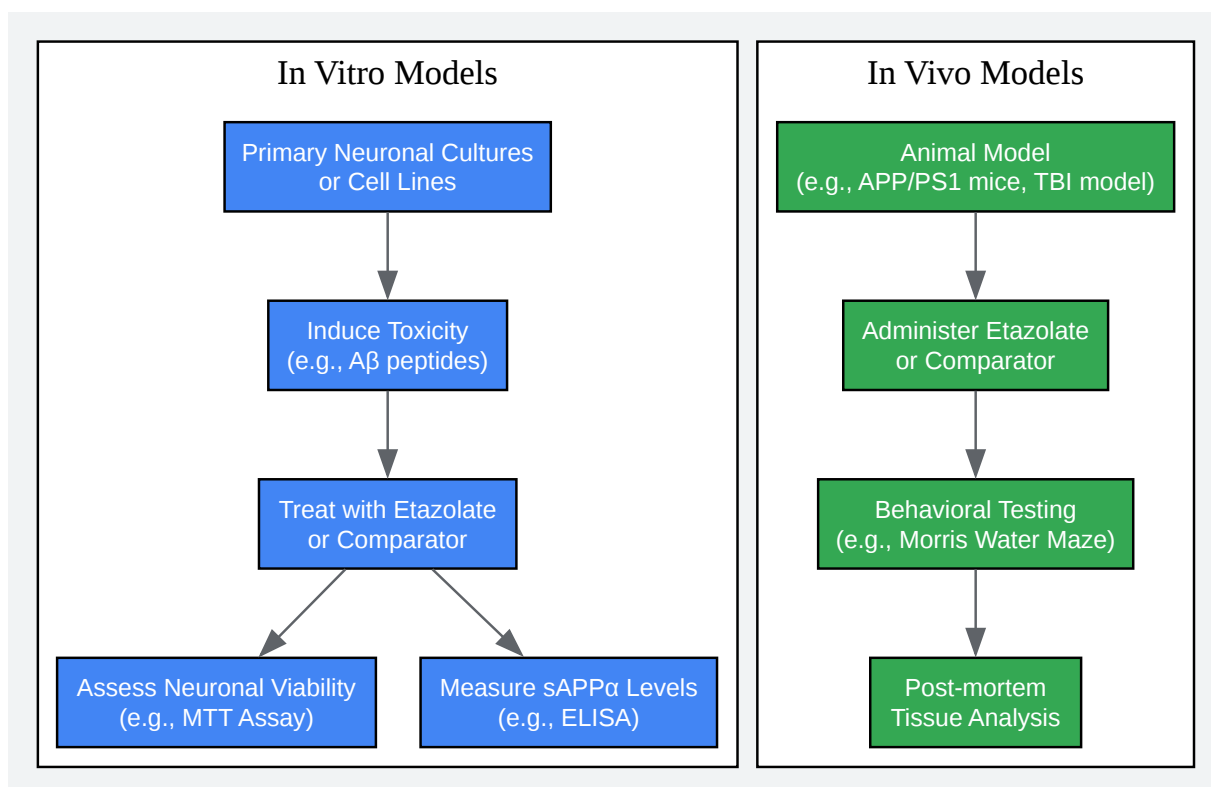 In Vitro Models
Primary Neuronal Cultures
or Cell Lines
Induce Toxicity
(e.g., Aβ peptides)
Treat with Etazolate
or Comparator
Assess Neuronal Viability
(e.g., MTT Assay)
Measure sAPPα Levels
(e.g., ELISA)
In Vivo Models
Animal Model
(e.g., APP/PS1 mice, TBI model)
Administer Etazolate
or Comparator
Behavioral Testing
(e.g., Morris Water Maze)
Post-mortem
Tissue Analysis